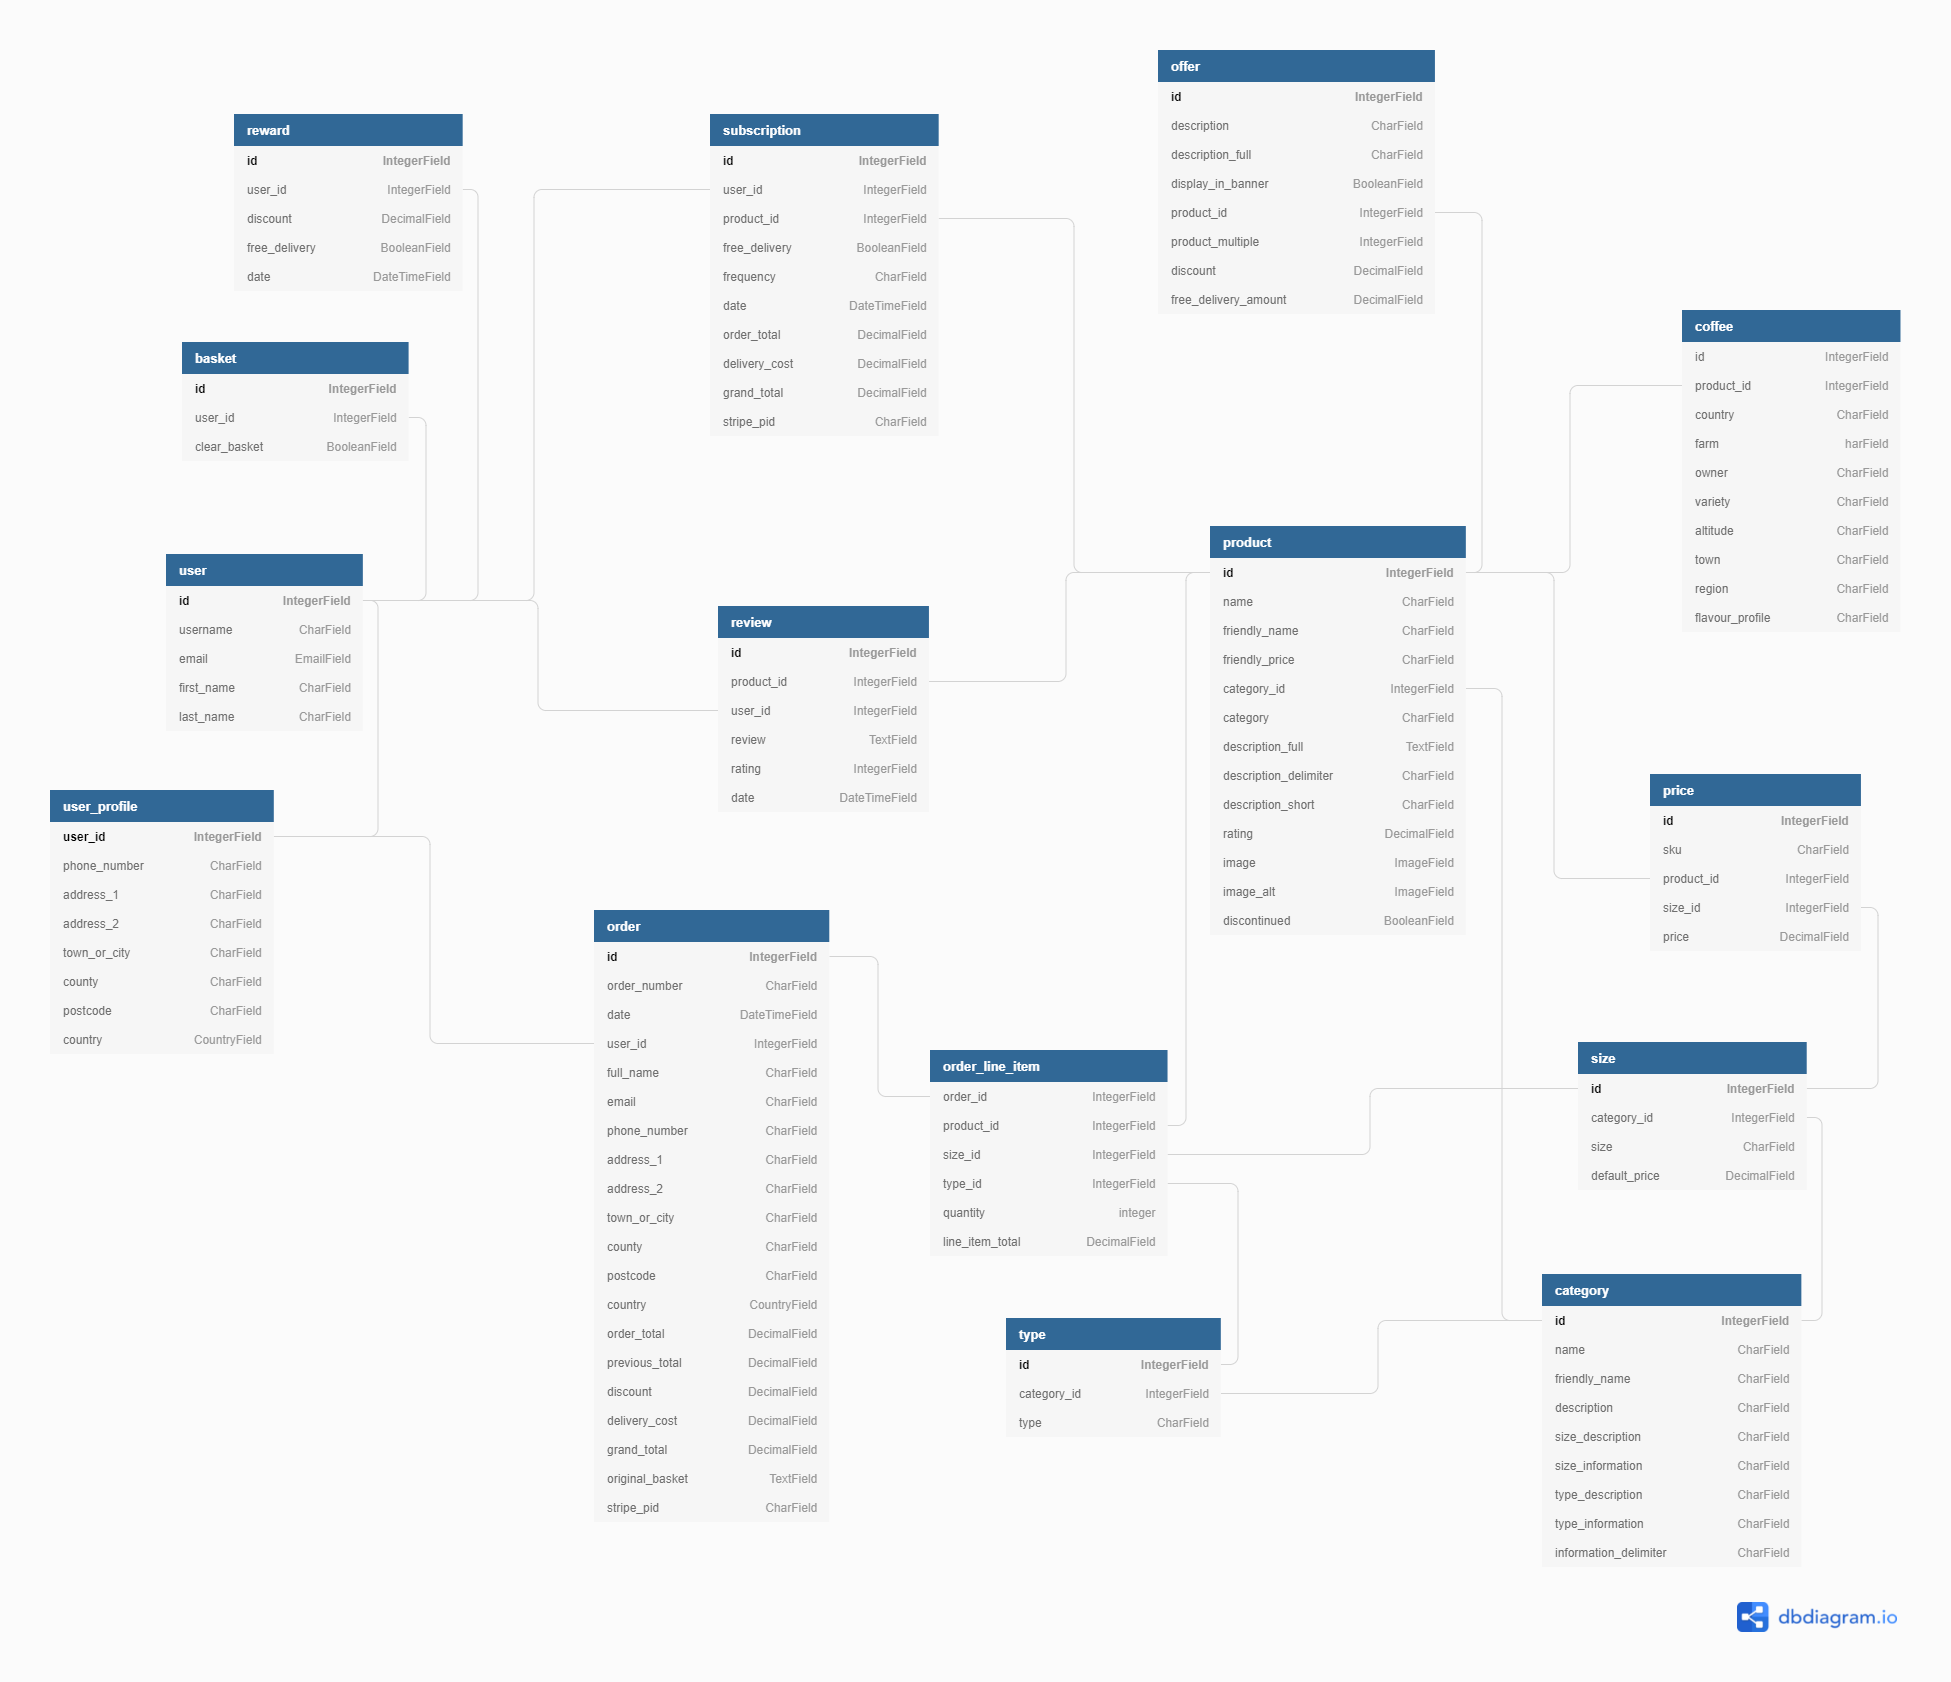 offer
id IntegerField
description CharField
description_full CharField
display_in_banner BooleanField
product_id IntegerField
product_multiple IntegerField
discount DecimalField
free_delivery_amount DecimalField
reward
id IntegerField
user_id IntegerField
discount DecimalField
free_delivery BooleanField
date DateTimeField
subscription
id IntegerField
user_id IntegerField
product_id IntegerField
free_delivery BooleanField
frequency CharField
date DateTimeField
order_total DecimalField
delivery_cost DecimalField
grand_total DecimalField
stripe_pid CharField
coffee
id IntegerField
product_id IntegerField
country CharField
farm harField
owner CharField
variety CharField
altitude CharField
town CharField
region CharField
flavour_profile CharField
basket
id IntegerField
user_id IntegerField
clear_basket BooleanField
user
id IntegerField
username CharField
email EmailField
first_name CharField
last_name CharField
review
id IntegerField
product_id IntegerField
user_id IntegerField
review TextField
rating IntegerField
date DateTimeField
product
id IntegerField
name CharField
friendly_name CharField
friendly_price CharField
category_id IntegerField
category CharField
description_full TextField
description_delimiter CharField
description_short CharField
rating DecimalField
image ImageField
image_alt ImageField
discontinued BooleanField
user_profile
user_id IntegerField
phone_number CharField
address_1 CharField
address_2 CharField
town_or_city CharField
county CharField
postcode CharField
country CountryField
price
id IntegerField
sku CharField
product_id IntegerField
size_id IntegerField
price DecimalField
order
id IntegerField
order_number CharField
date DateTimeField
user_id IntegerField
full_name CharField
email CharField
phone_number CharField
address_1 CharField
address_2 CharField
town_or_city CharField
county CharField
postcode CharField
country CountryField
order_total DecimalField
previous_total DecimalField
discount DecimalField
delivery_cost DecimalField
grand_total DecimalField
original_basket TextField
stripe_pid CharField
order_line_item
order_id IntegerField
product_id IntegerField
size_id IntegerField
type_id IntegerField
quantity integer
line_item_total DecimalField
size
id IntegerField
category_id IntegerField
size CharField
default_price DecimalField
type
id IntegerField
category_id IntegerField
type CharField
category
id IntegerField
name CharField
friendly_name CharField
description CharField
size_description CharField
size_information CharField
type_description CharField
type_information CharField
information_delimiter CharField
dbdiagram.io